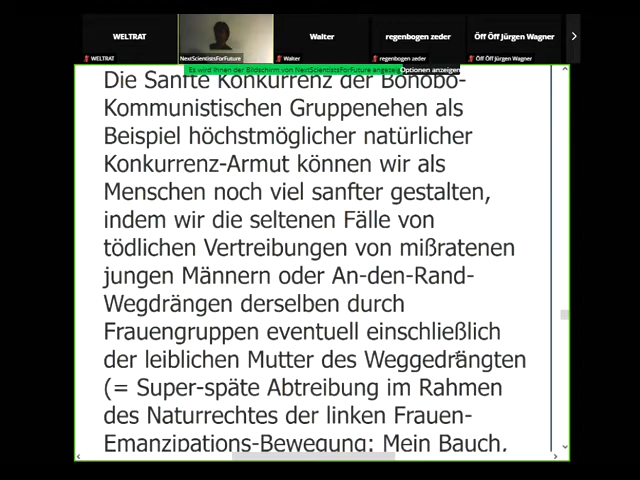 WELTRAT
Walter
regenbogen zeder
Öff Öff Jürgen Wagner
WELTRAT
NextScientistsForFuture
Walter
regenbogen zeder
Öff Öff Jürgen Wagner
Es wird Ihnen der Bildschirm von NextScientistsForFuture angezeigt
Optionen anzeigen
Die Sanfte Konkurrenz der Bonobo-
Kommunistischen Gruppenehen als
Beispiel höchstmöglicher natürlicher
Konkurrenz-Armut können wir als
Menschen noch viel sanfter gestalten,
indem wir die seltenen Fälle von
tödlichen Vertreibungen von mißratenen
jungen Männern oder An-den-Rand-
Wegdrängen derselben durch
Frauengruppen eventuell einschließlich
der leiblichen Mutter des Weggedrängten
(= Super-späte Abtreibung im Rahmen
des Naturrechtes der linken Frauen-
Emanzipations-Bewegung: Mein Bauch,